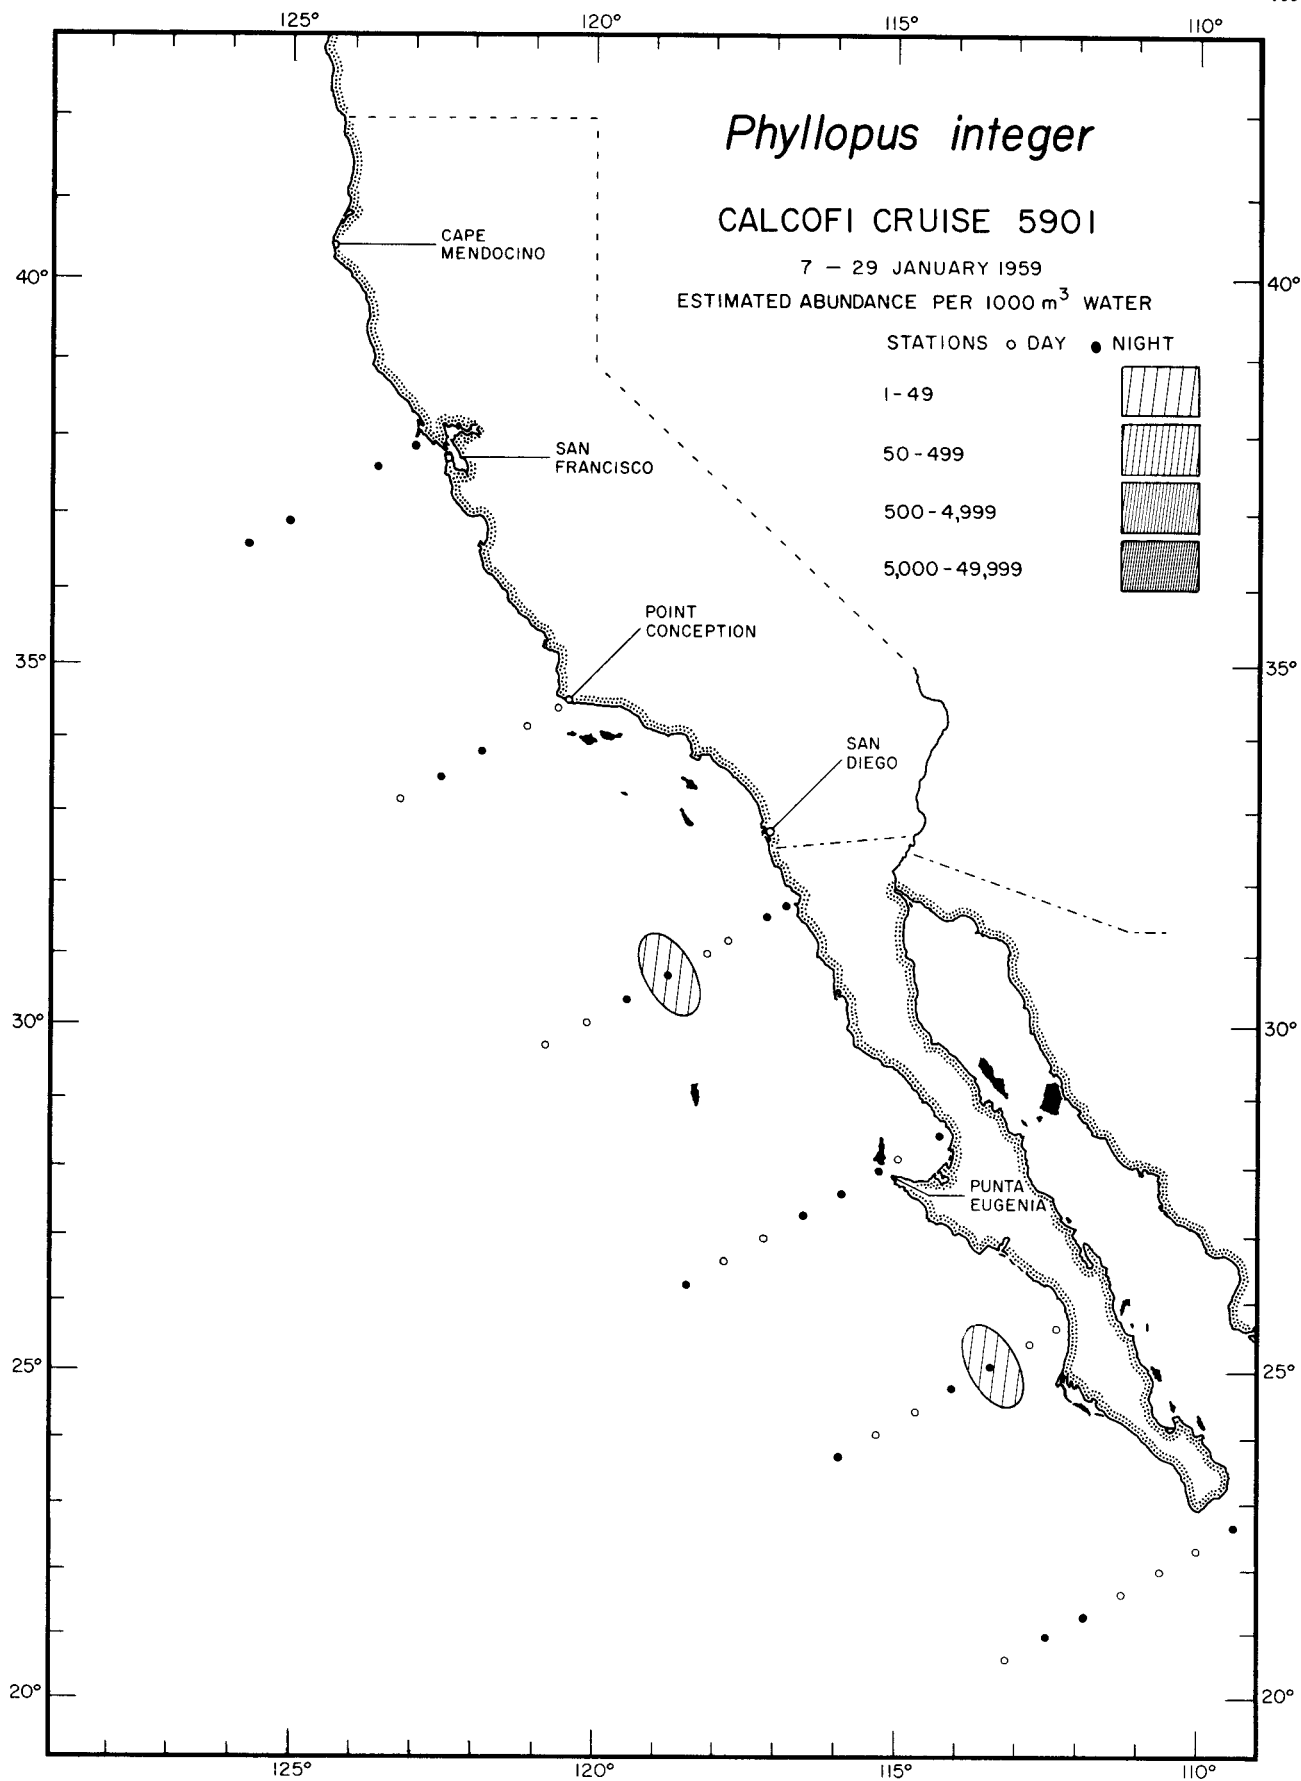 125° 120° 115° 110°
Phyllopus integer
CALCOFI CRUISE 5901
7 – 29 JANUARY 1959
ESTIMATED ABUNDANCE PER 1000 m³ WATER
STATIONS ○ DAY ● NIGHT
1-49
50-499
500-4,999
5,000-49,999
CAPE
MENDOCINO
40° 40°
SAN
FRANCISCO
POINT
CONCEPTION
35° 35°
SAN
DIEGO
30° 30°
PUNTA
EUGENIA
25° 25°
20° 20°
125° 120° 115° 110°